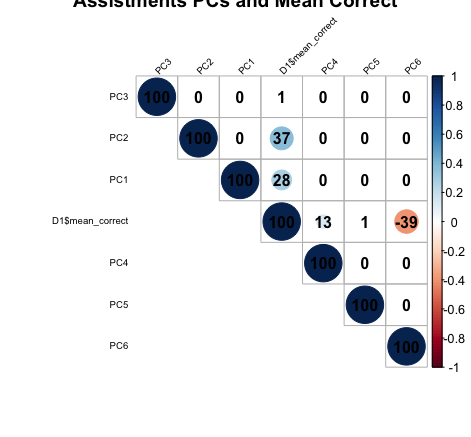 Assistments PCs and Mean Correct
PC3 PC2 PC1 D1$mean_correct PC4 PC5 PC6
PC3 100 0 0 1 0 0 0
PC2 100 0 37 0 0 0
PC1 100 28 0 0 0
D1$mean_correct 100 13 1 -39
PC4 100 0 0
PC5 100 0
PC6 100
1
0.8
0.6
0.4
0.2
0
-0.2
-0.4
-0.6
-0.8
-1